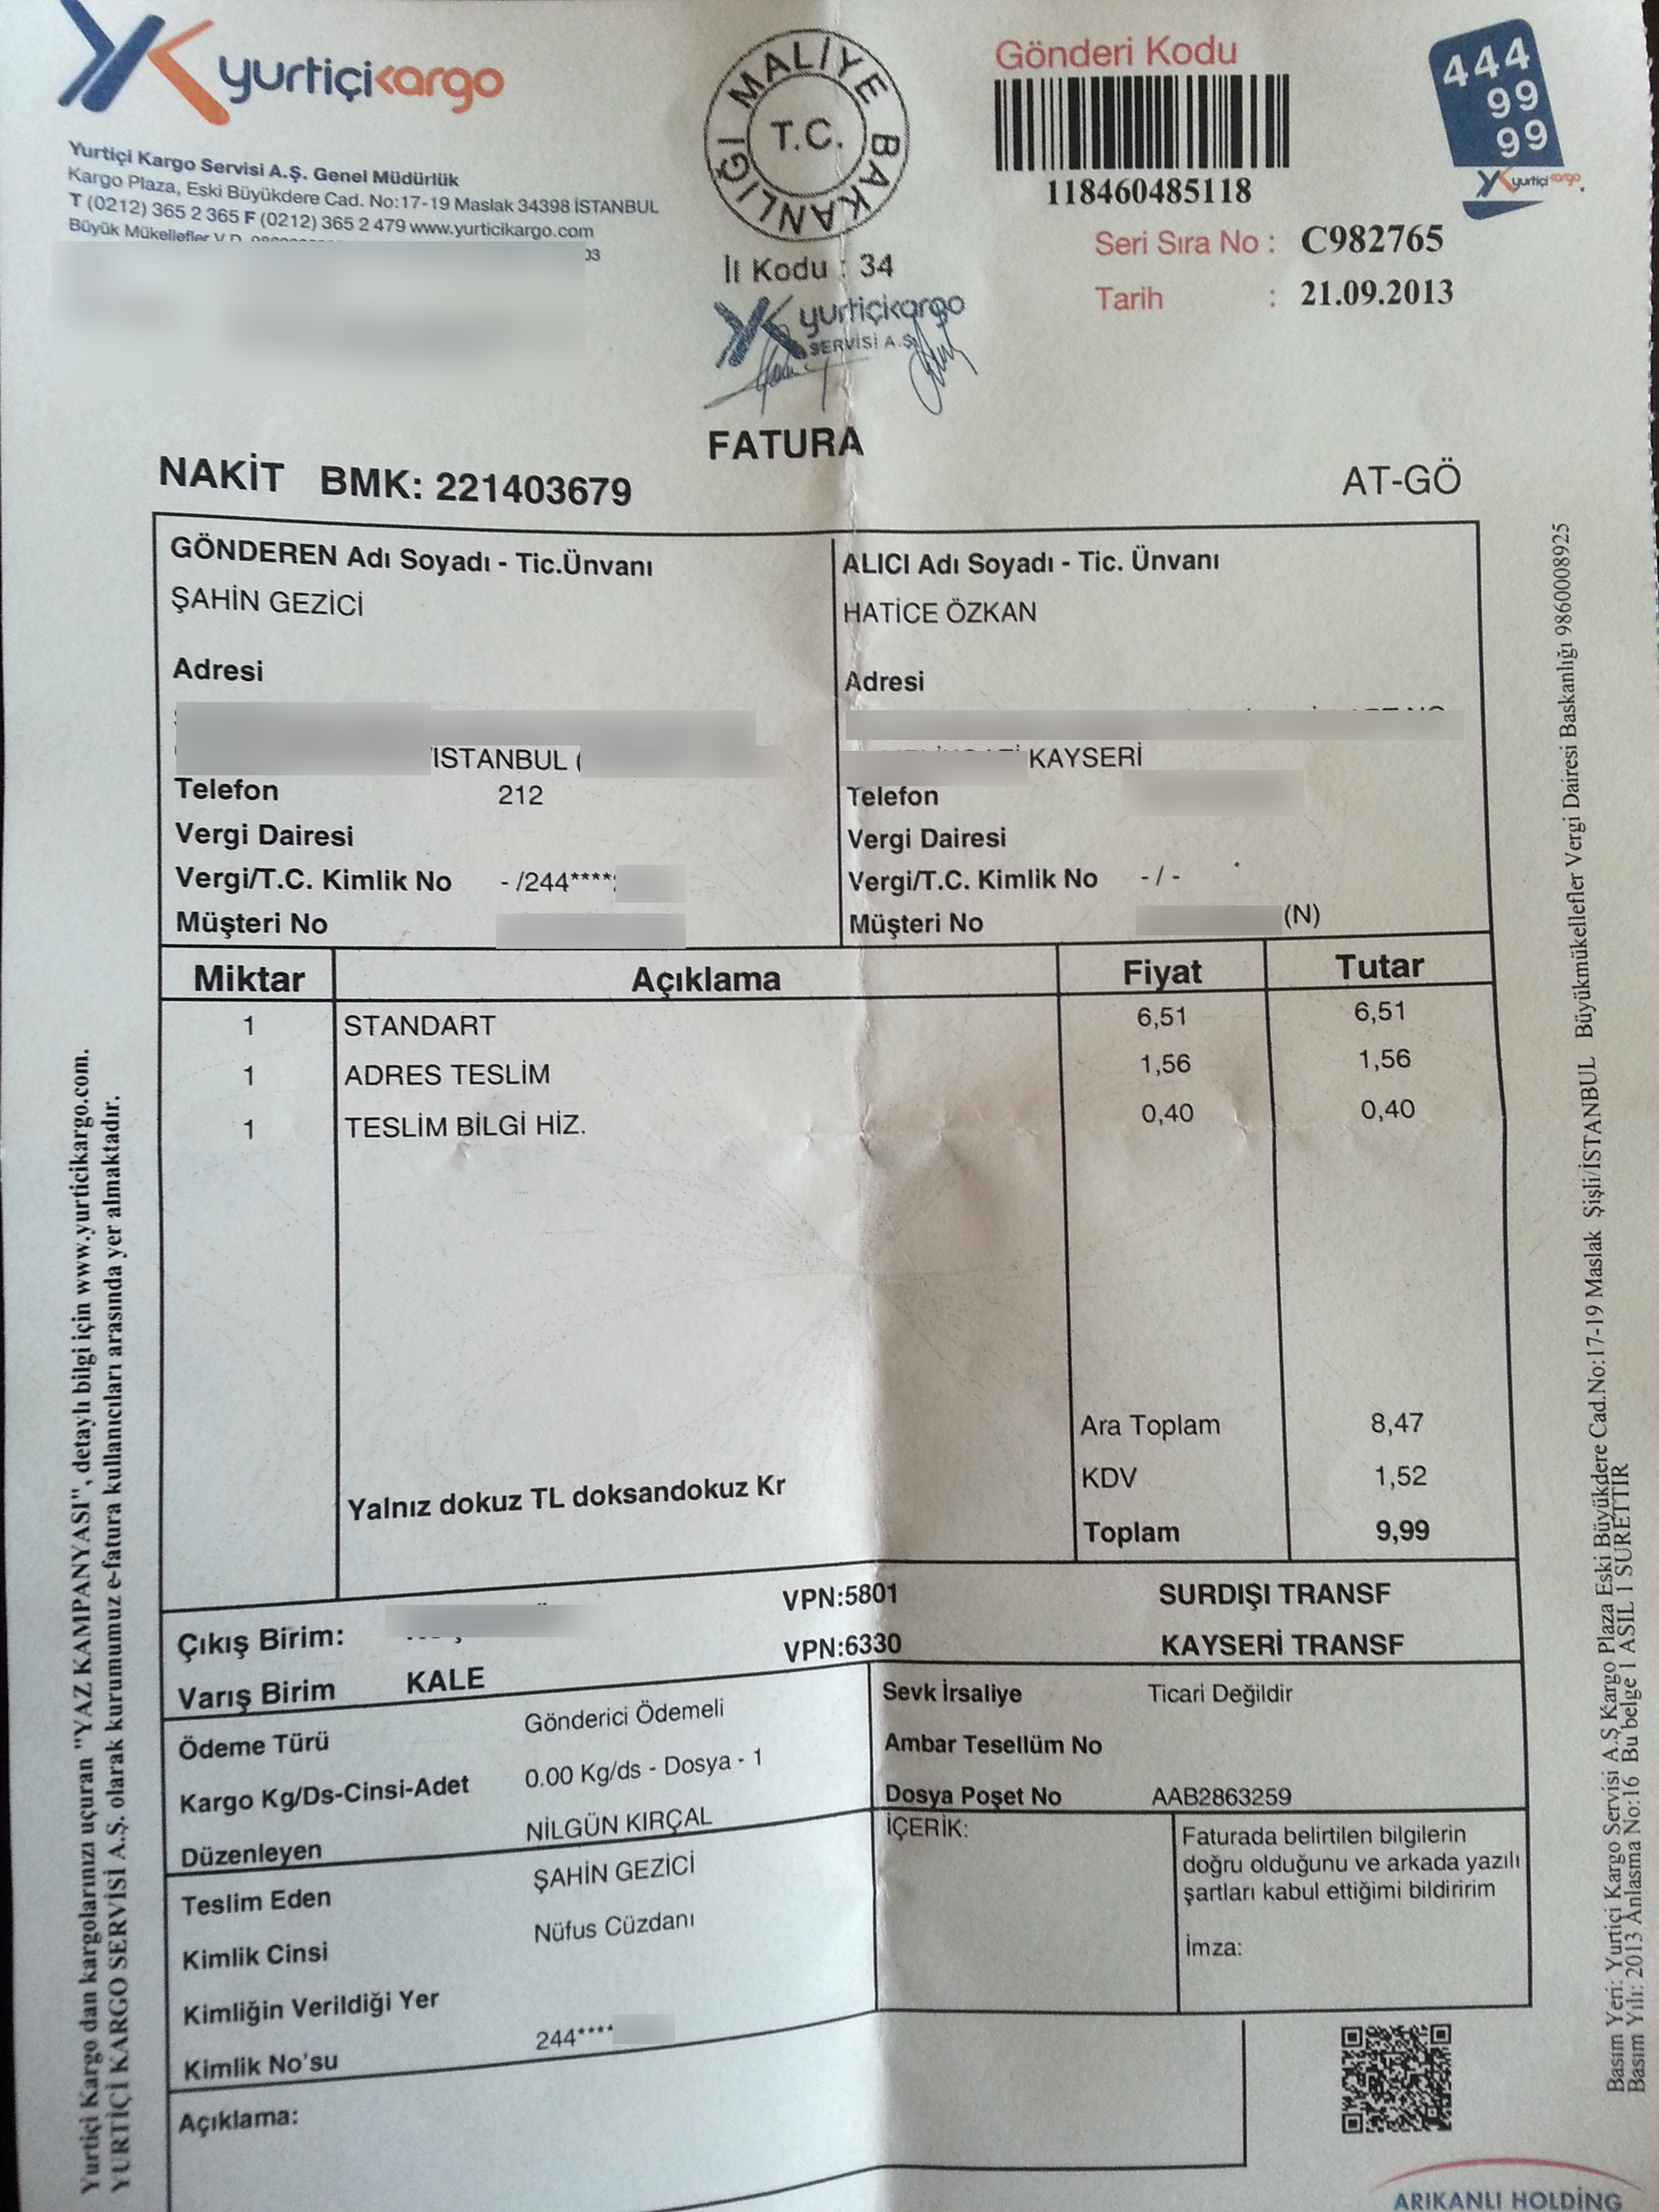 yurtiçikargo
Yurtiçi Kargo Servisi A.Ş. Genel Müdürlük
Kargo Plaza, Eski Büyükdere Cad. No:17-19 Maslak 34398 İSTANBUL
T (0212) 365 2 365 F (0212) 365 2 479 www.yurticikargo.com
Büyük Mükellefler V.D.
03
T.C. MALİYE BAKANLIĞI
İl Kodu : 34
yurtiçikargo
SERVİSİ A.Ş.
Gönderi Kodu
118460485118
444
99
99
yurtiçikargo
Seri Sıra No : C982765
Tarih : 21.09.2013
FATURA
NAKİT BMK: 221403679
AT-GÖ
GÖNDEREN Adı Soyadı - Tic.Ünvanı
ŞAHİN GEZİCİ
Adresi
/ISTANBUL (
Telefon 212
Vergi Dairesi
Vergi/T.C. Kimlik No - /244****
Müşteri No
ALICI Adı Soyadı - Tic. Ünvanı
HATİCE ÖZKAN
Adresi
KAYSERİ
Telefon
Vergi Dairesi
Vergi/T.C. Kimlik No - / -
Müşteri No (N)
Miktar Açıklama Fiyat Tutar
1 STANDART 6,51 6,51
1 ADRES TESLİM 1,56 1,56
1 TESLİM BİLGİ HİZ. 0,40 0,40
Ara Toplam 8,47
KDV 1,52
Yalnız dokuz TL doksandokuz Kr
Toplam 9,99
Çıkış Birim: VPN:5801 SURDIŞI TRANSF
Varış Birim KALE VPN:6330 KAYSERİ TRANSF
Ödeme Türü Gönderici Ödemeli
Kargo Kg/Ds-Cinsi-Adet 0.00 Kg/ds - Dosya - 1
Düzenleyen NİLGÜN KIRÇAL
Teslim Eden ŞAHİN GEZİCİ
Kimlik Cinsi Nüfus Cüzdanı
Kimliğin Verildiği Yer
Kimlik No'su 244****
Açıklama:
Sevk İrsaliye Ticari Değildir
Ambar Tesellüm No
Dosya Poşet No AAB2863259
İÇERİK:
Faturada belirtilen bilgilerin
doğru olduğunu ve arkada yazılı
şartları kabul ettiğimi bildiririm
İmza:
ARIKANLI HOLDİNG
Yurtiçi Kargo dan kargolarınızı uçuran "YAZ KAMPANYASI", detaylı bilgi için www.yurticikargo.com.
YURTİÇİ KARGO SERVİSİ A.Ş. olarak kurumumuz e-fatura kullanıcıları arasında yer almaktadır.
Basım Yeri: Yurtiçi Kargo Servisi A.Ş Kargo Plaza Eski Büyükdere Cad.No:17-19 Maslak Şişli/İSTANBUL Büyükmükellefler Vergi Dairesi Baskanlığı 9860008925
Basım Yılı: 2013 Anlasma No:16 Bu belge 1 ASIL 1 SURETTİR